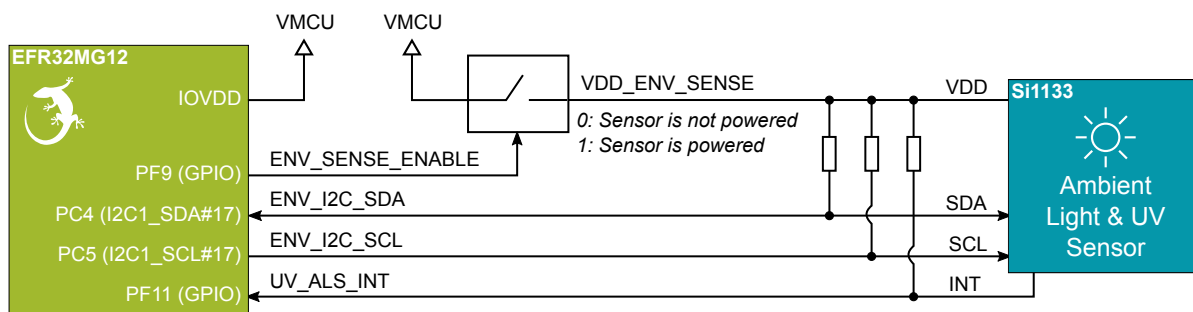 VMCU
VMCU
EFR32MG12
IOVDD
VDD_ENV_SENSE
VDD
Si1133
0: Sensor is not powered
1: Sensor is powered
PF9 (GPIO)
ENV_SENSE_ENABLE
PC4 (I2C1_SDA#17)
ENV_I2C_SDA
SDA
PC5 (I2C1_SCL#17)
ENV_I2C_SCL
SCL
PF11 (GPIO)
UV_ALS_INT
INT
Ambient
Light & UV
Sensor